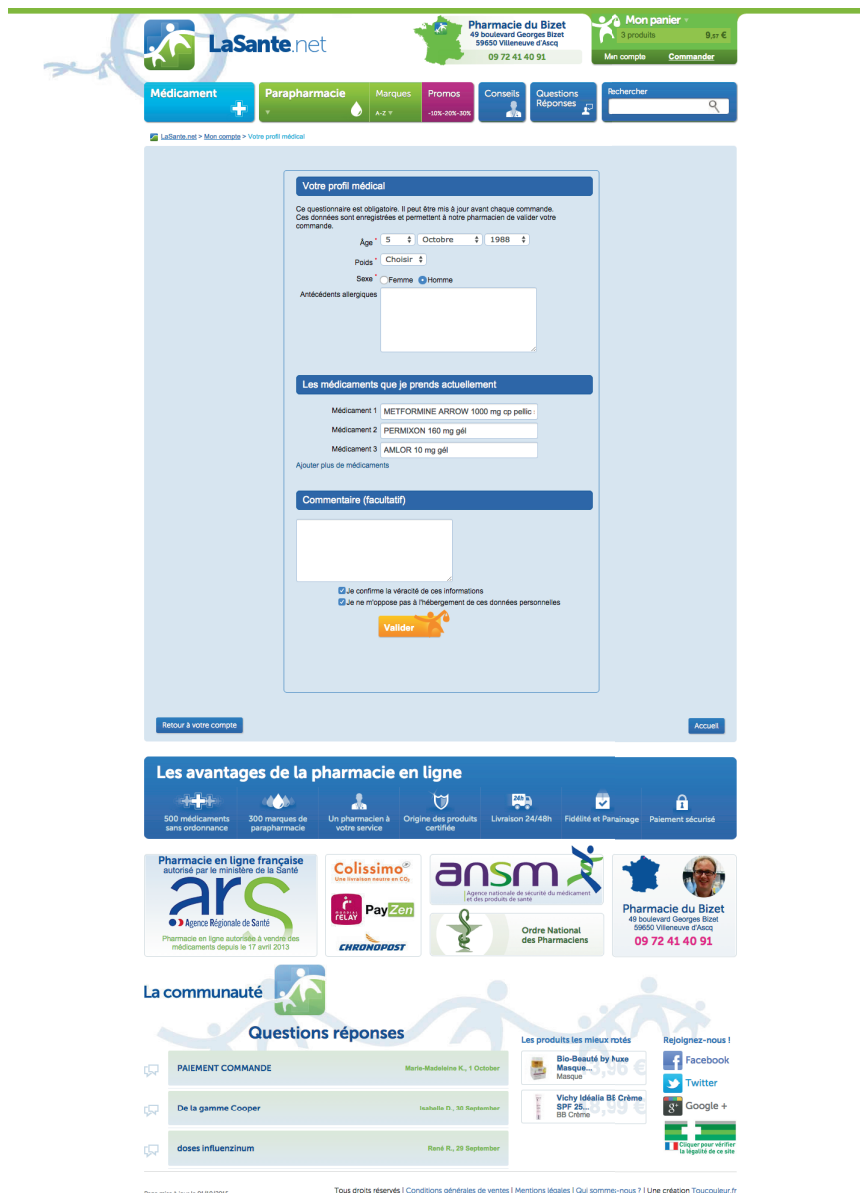 LaSante.net
Pharmacie du Bizet
49 boulevard Georges Bizet
59650 Villeneuve d'Ascq
09 72 41 40 91
Mon panier
3 produits
9,57 €
Mon compte
Commander
Médicament
Parapharmacie
Marques
A-Z
Promos
-10%-20%-30%
Conseils
Questions
Réponses
Rechercher
LaSante.net > Mon compte > Votre profil médical
Votre profil médical
Ce questionnaire est obligatoire. Il peut être mis à jour avant chaque commande.
Ces données sont enregistrées et permettent à notre pharmacien de valider votre
commande.
Âge * 5 Octobre 1988
Poids * Choisir
Sexe * Femme Homme
Antécédents allergiques
Les médicaments que je prends actuellement
Médicament 1 METFORMINE ARROW 1000 mg cp pellic
Médicament 2 PERMIXON 160 mg gél
Médicament 3 AMLOR 10 mg gél
Ajouter plus de médicaments
Commentaire (facultatif)
Je confirme la véracité de ces informations
Je ne m'oppose pas à l'hébergement de ces données personnelles
Valider
Retour à votre compte
Accueil
Les avantages de la pharmacie en ligne
500 médicaments
sans ordonnance
300 marques de
parapharmacie
Un pharmacien à
votre service
Origine des produits
certifiée
24h
Livraison 24/48h
Fidélité et Parrainage
Paiement sécurisé
Pharmacie en ligne française
autorisé par le ministère de la Santé
ars
Agence Régionale de Santé
Pharmacie en ligne autorisée à vendre des
médicaments depuis le 17 avril 2013
Colissimo
Une livraison neutre en CO₂
MONDIAL
RELAY
PayZen
CHRONOPOST
ansm
Agence nationale de sécurité du médicament
et des produits de santé
Ordre National
des Pharmaciens
Pharmacie du Bizet
49 boulevard Georges Bizet
59650 Villeneuve d'Ascq
09 72 41 40 91
La communauté
Questions réponses
PAIEMENT COMMANDE
Marie-Madeleine K., 1 October
De la gamme Cooper
Isabelle D., 30 September
doses influenzinum
René R., 29 September
Les produits les mieux notés
Bio-Beauté by Nuxe
Masque...
Masque
Vichy Idéalia BB Crème
SPF 25...
BB Crème
8,99 €
Rejoignez-nous !
Facebook
Twitter
Google +
Cliquer pour vérifier
la légalité de ce site
Tous droits réservés | Conditions générales de ventes | Mentions légales | Qui sommes-nous ? | Une création Toucouleur.fr